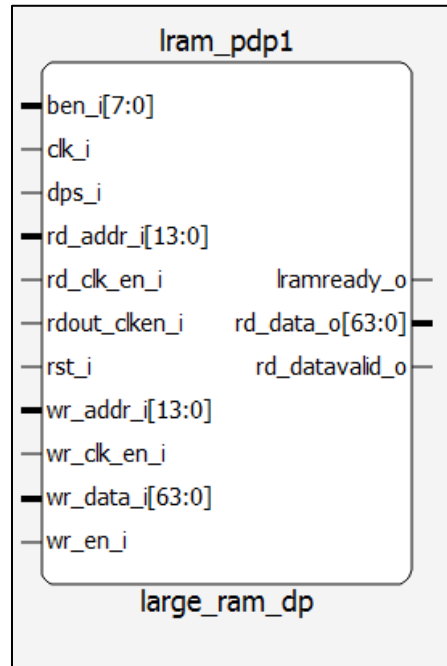 lram_pdp1
ben_i[7:0]
clk_i
dps_i
rd_addr_i[13:0]
rd_clk_en_i lramready_o
rdout_clken_i rd_data_o[63:0]
rst_i rd_datavalid_o
wr_addr_i[13:0]
wr_clk_en_i
wr_data_i[63:0]
wr_en_i
large_ram_dp